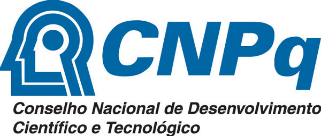 CNPq
Conselho Nacional de Desenvolvimento
Científico e Tecnológico